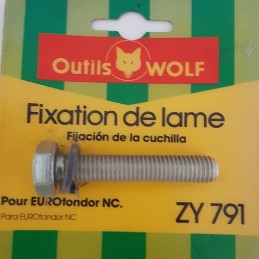 Outils WOLF
Fixation de lame
Fijación de la cuchilla
Pour EUROtondor NC.
Para EUROtondor NC
ZY 791